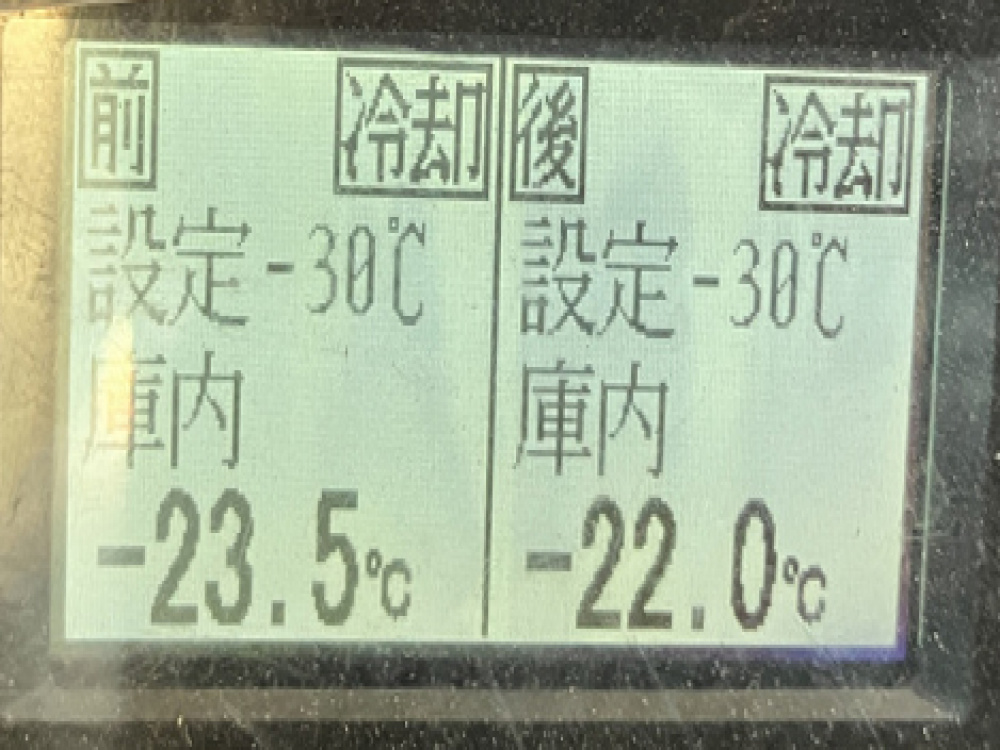 前 冷却
設定 -30℃
庫内
-23.5℃
後 冷却
設定 -30℃
庫内
-22.0℃